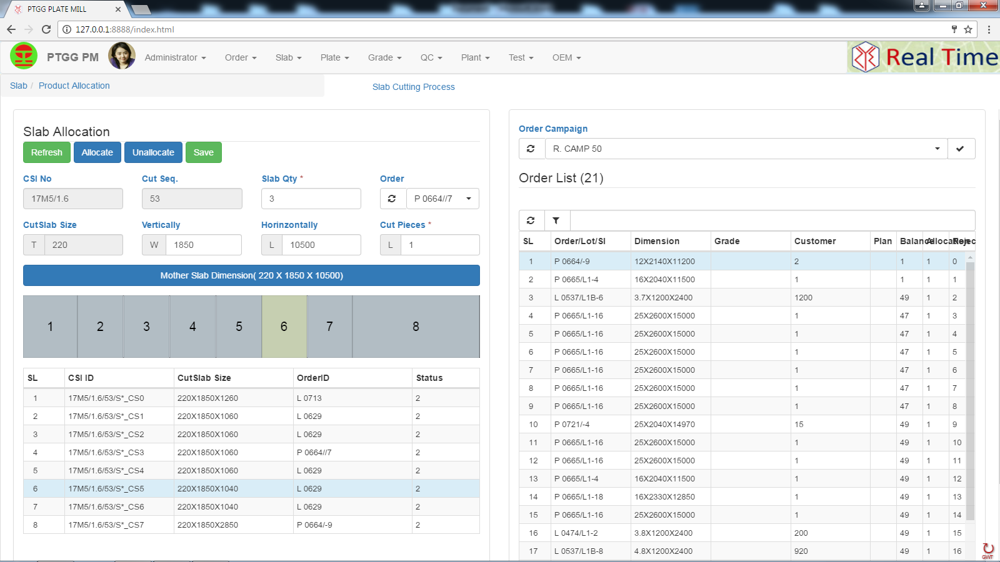 PTGG PLATE MILL
127.0.0.1:8888/index.html
PTGG PM Administrator Order Slab Plate Grade QC Plant Test OEM Real Time
Slab / Product Allocation Slab Cutting Process
Slab Allocation
Refresh Allocate Unallocate Save
CSI No Cut Seq. Slab Qty * Order
17M5/1.6 53 3 P 0664//7
CutSlab Size Vertically Horinzontally Cut Pieces *
T 220 W 1850 L 10500 L 1
Mother Slab Dimension( 220 X 1850 X 10500)
1 2 3 4 5 6 7 8
SL CSI ID CutSlab Size OrderID Status
1 17M5/1.6/53/S*_CS0 220X1850X1260 L 0713 2
2 17M5/1.6/53/S*_CS1 220X1850X1060 L 0629 2
3 17M5/1.6/53/S*_CS2 220X1850X1060 L 0629 2
4 17M5/1.6/53/S*_CS3 220X1850X1060 P 0664//7 2
5 17M5/1.6/53/S*_CS4 220X1850X1060 L 0629 2
6 17M5/1.6/53/S*_CS5 220X1850X1040 L 0629 2
7 17M5/1.6/53/S*_CS6 220X1850X1040 L 0629 2
8 17M5/1.6/53/S*_CS7 220X1850X2850 P 0664/-9 2
Order Campaign
R. CAMP 50
Order List (21)
SL Order/Lot/Sl Dimension Grade Customer Plan Balance Allocation Rejec
1 P 0664/-9 12X2140X11200 2 1 1 0
2 P 0665/L1-4 16X2040X11500 1 1 1 1
3 L 0537/L1B-6 3.7X1200X2400 1200 49 1 2
4 P 0665/L1-16 25X2600X15000 1 47 1 3
5 P 0665/L1-16 25X2600X15000 1 47 1 4
6 P 0665/L1-16 25X2600X15000 1 47 1 5
7 P 0665/L1-16 25X2600X15000 1 47 1 6
8 P 0665/L1-16 25X2600X15000 1 47 1 7
9 P 0665/L1-16 25X2600X15000 1 47 1 8
10 P 0721/-4 25X2040X14970 15 49 1 9
11 P 0665/L1-16 25X2600X15000 1 49 1 10
12 P 0665/L1-16 25X2600X15000 1 49 1 11
13 P 0665/L1-4 16X2040X11500 1 49 1 12
14 P 0665/L1-18 16X2330X12850 1 49 1 13
15 P 0665/L1-16 25X2600X15000 1 49 1 14
16 L 0474/L1-2 3.8X1200X2400 200 49 1 15
17 L 0537/L1B-8 4.8X1200X2400 920 49 1 16
GWT